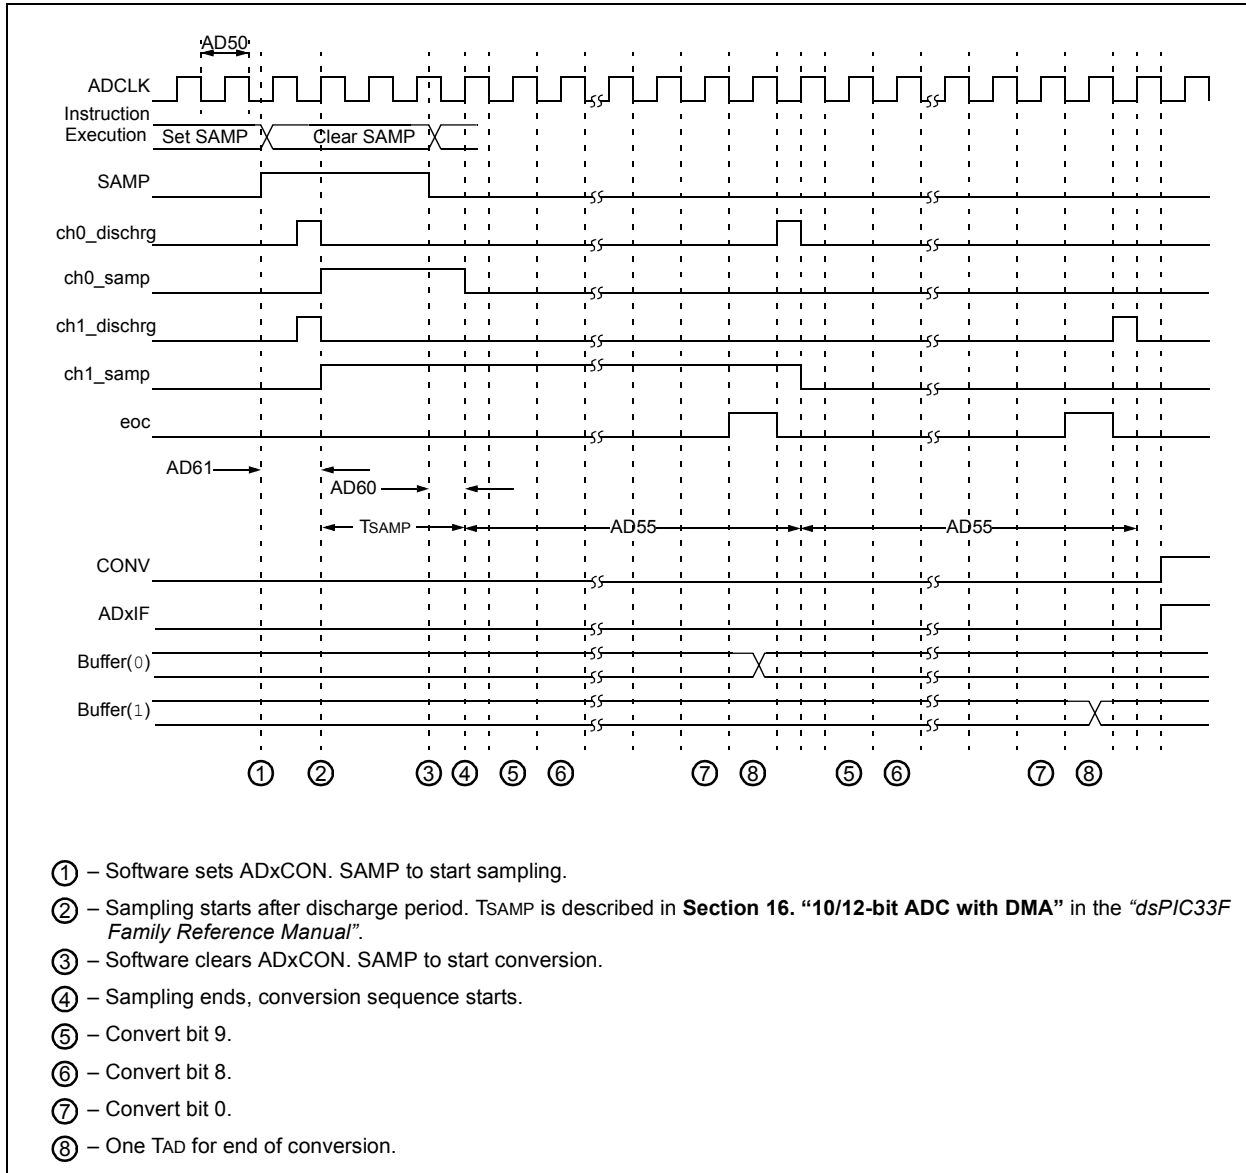 AD50
ADCLK
Instruction
Execution
Set SAMP
Clear SAMP
SAMP
ch0_dischrg
ch0_samp
ch1_dischrg
ch1_samp
eoc
AD61
AD60
TSAMP
AD55
AD55
CONV
ADxIF
Buffer(0)
Buffer(1)
1 2 3 4 5 6 7 8 5 6 7 8
1 – Software sets ADxCON. SAMP to start sampling.
2 – Sampling starts after discharge period. TSAMP is described in Section 16. “10/12-bit ADC with DMA” in the “dsPIC33F
Family Reference Manual”.
3 – Software clears ADxCON. SAMP to start conversion.
4 – Sampling ends, conversion sequence starts.
5 – Convert bit 9.
6 – Convert bit 8.
7 – Convert bit 0.
8 – One TAD for end of conversion.